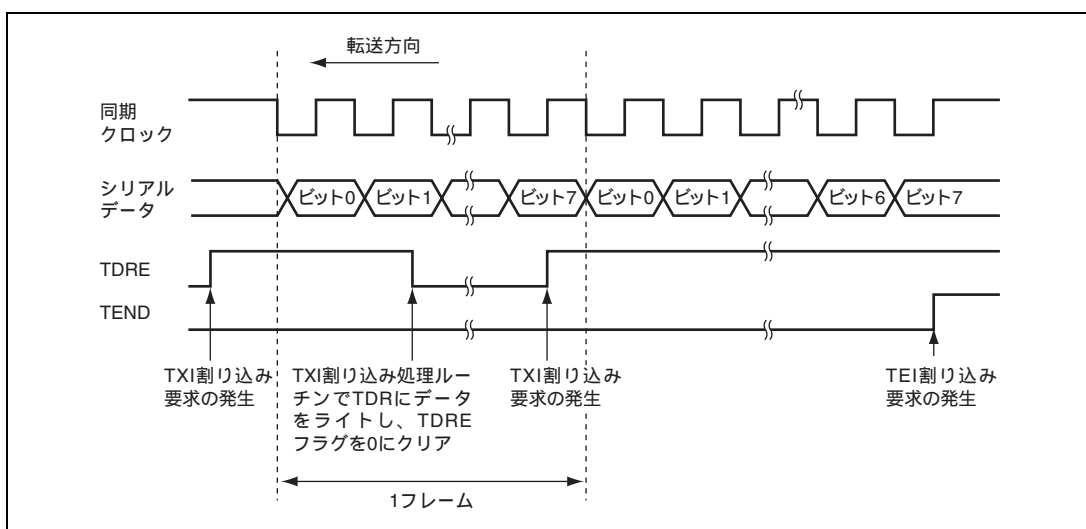 転送方向
同期
クロック
シリアル
データ
ビット0
ビット1
ビット7
ビット0
ビット1
ビット6
ビット7
TDRE
TEND
TXI割り込み
要求の発生
TXI割り込み処理ルー
チンでTDRにデータ
をライトし、TDRE
フラグを0にクリア
TXI割り込み
要求の発生
TEI割り込み
要求の発生
1フレーム